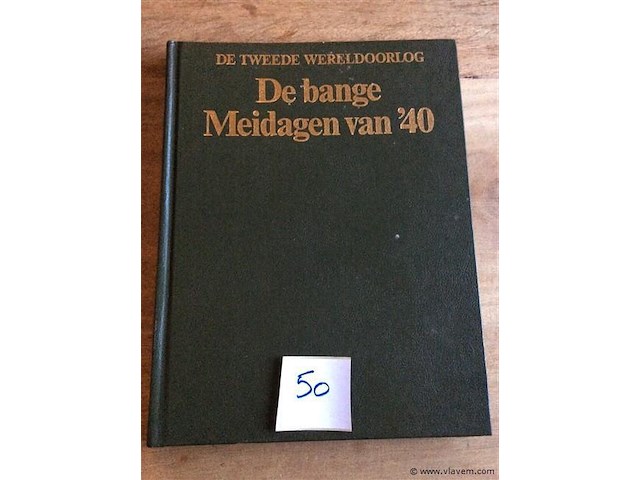 DE TWEEDE WERELDOORLOG
De bange
Meidagen van '40
50
© www.vlavem.com